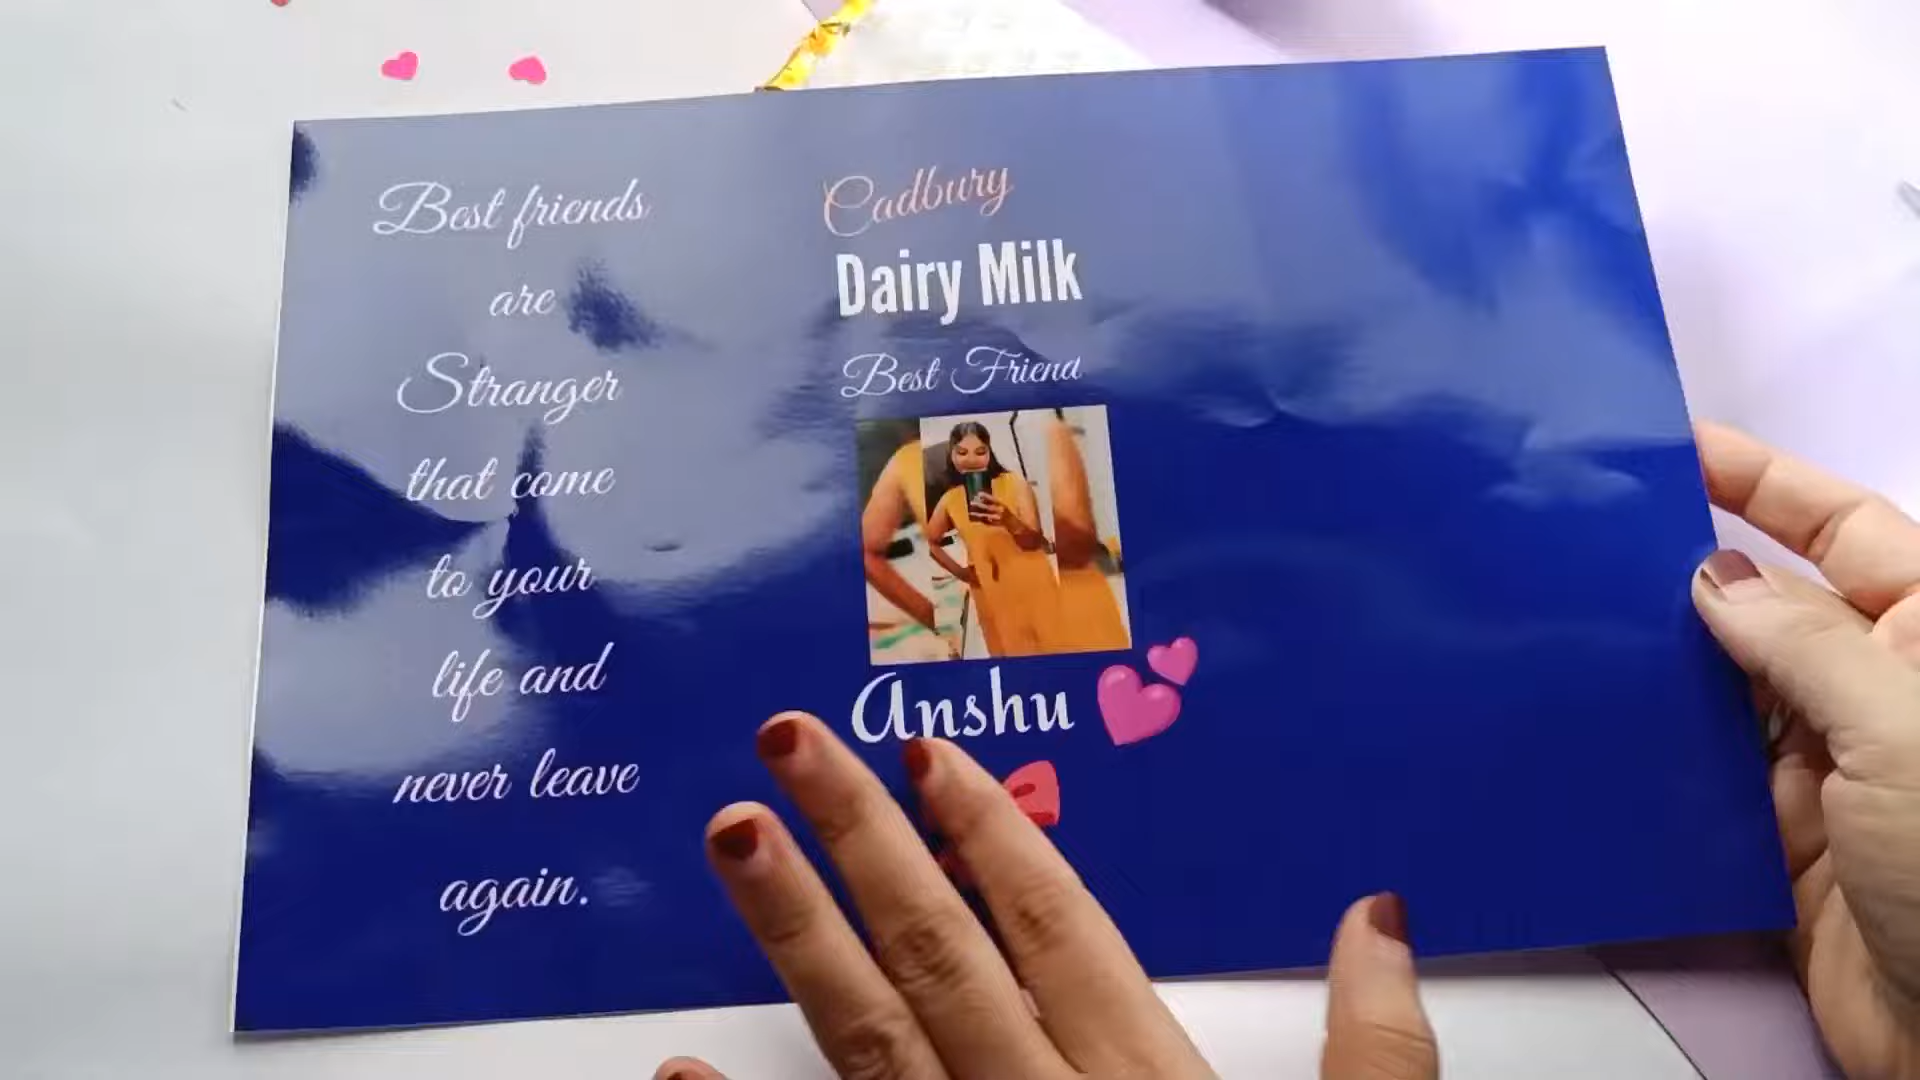 Best friends
are
Stranger
that come
to your
life and
never leave
again.
Cadbury
Dairy Milk
Best Friend
Anshu